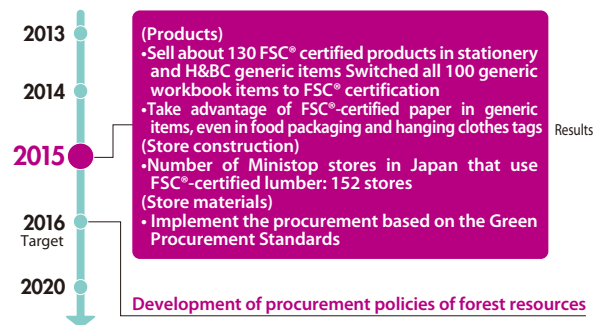 2013
2014
2015
2016
Target
2020
(Products)
•Sell about 130 FSC® certified products in stationery
and H&BC generic items Switched all 100 generic
workbook items to FSC® certification
•Take advantage of FSC®-certified paper in generic
items, even in food packaging and hanging clothes tags
(Store construction)
•Number of Ministop stores in Japan that use
FSC®-certified lumber: 152 stores
(Store materials)
• Implement the procurement based on the Green
Procurement Standards
Results
Development of procurement policies of forest resources